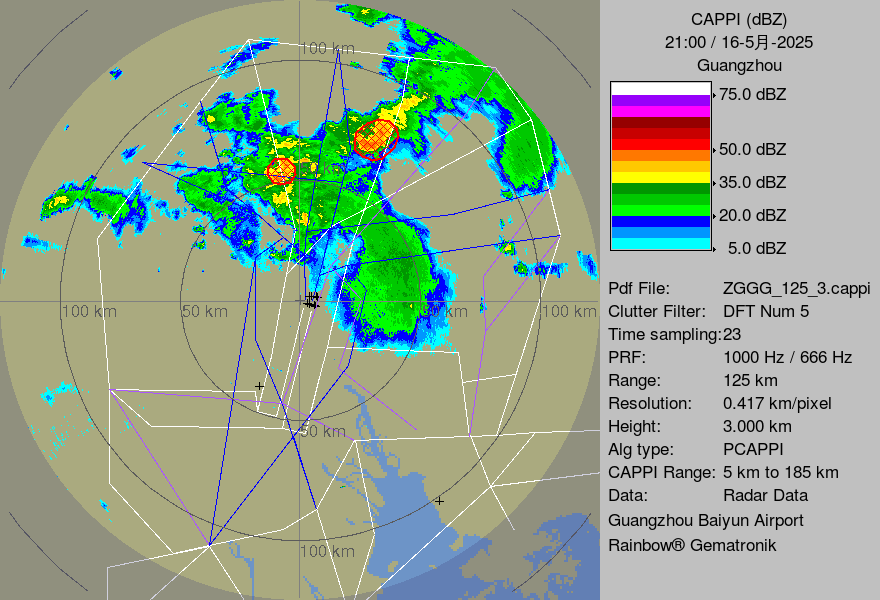 CAPPI (dBZ)
21:00 / 16-5月-2025
Guangzhou
75.0 dBZ
50.0 dBZ
35.0 dBZ
20.0 dBZ
5.0 dBZ
Pdf File: ZGGG_125_3.cappi
Clutter Filter: DFT Num 5
Time sampling:23
PRF: 1000 Hz / 666 Hz
Range: 125 km
Resolution: 0.417 km/pixel
Height: 3.000 km
Alg type: PCAPPI
CAPPI Range: 5 km to 185 km
Data: Radar Data
Guangzhou Baiyun Airport
Rainbow® Gematronik
100 km
100 km
50 km
km
100 km
50 km
100 km